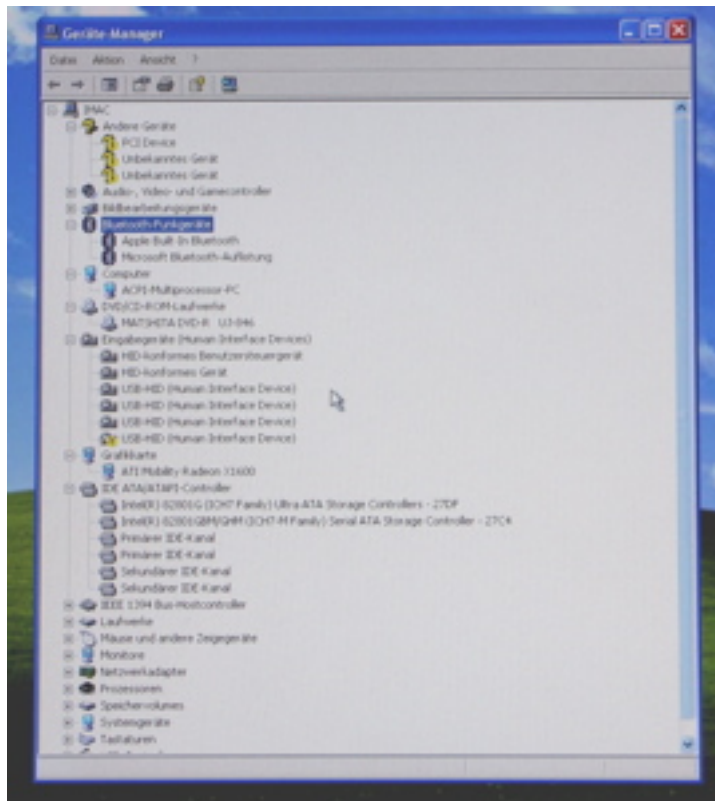 Geräte-Manager
Datei Aktion Ansicht ?
IMAC
Andere Geräte
PCI Device
Unbekanntes Gerät
Unbekanntes Gerät
Audio-, Video- und Gamecontroller
Bildbearbeitungsgeräte
Bluetooth-Funkgeräte
Apple Built-In Bluetooth
Microsoft Bluetooth-Auflistung
Computer
ACPI-Multiprocessor-PC
DVD/CD-ROM-Laufwerke
MATSHITA DVD-R UJ-846
Eingabegeräte (Human Interface Devices)
HID-konformes Benutzersteuergerät
HID-konformes Gerät
USB-HID (Human Interface Device)
USB-HID (Human Interface Device)
USB-HID (Human Interface Device)
USB-HID (Human Interface Device)
Grafikkarte
ATI Mobility Radeon X1600
IDE ATA/ATAPI-Controller
Intel(R) 82801G (ICH7 Family) Ultra ATA Storage Controllers - 27DF
Intel(R) 82801GBM/GHM (ICH7-M Family) Serial ATA Storage Controller - 27C4
Primärer IDE-Kanal
Primärer IDE-Kanal
Sekundärer IDE-Kanal
Sekundärer IDE-Kanal
IEEE 1394 Bus-Hostcontroller
Laufwerke
Mäuse und andere Zeigegeräte
Monitore
Netzwerkadapter
Prozessoren
Speichervolumes
Systemgeräte
Tastaturen